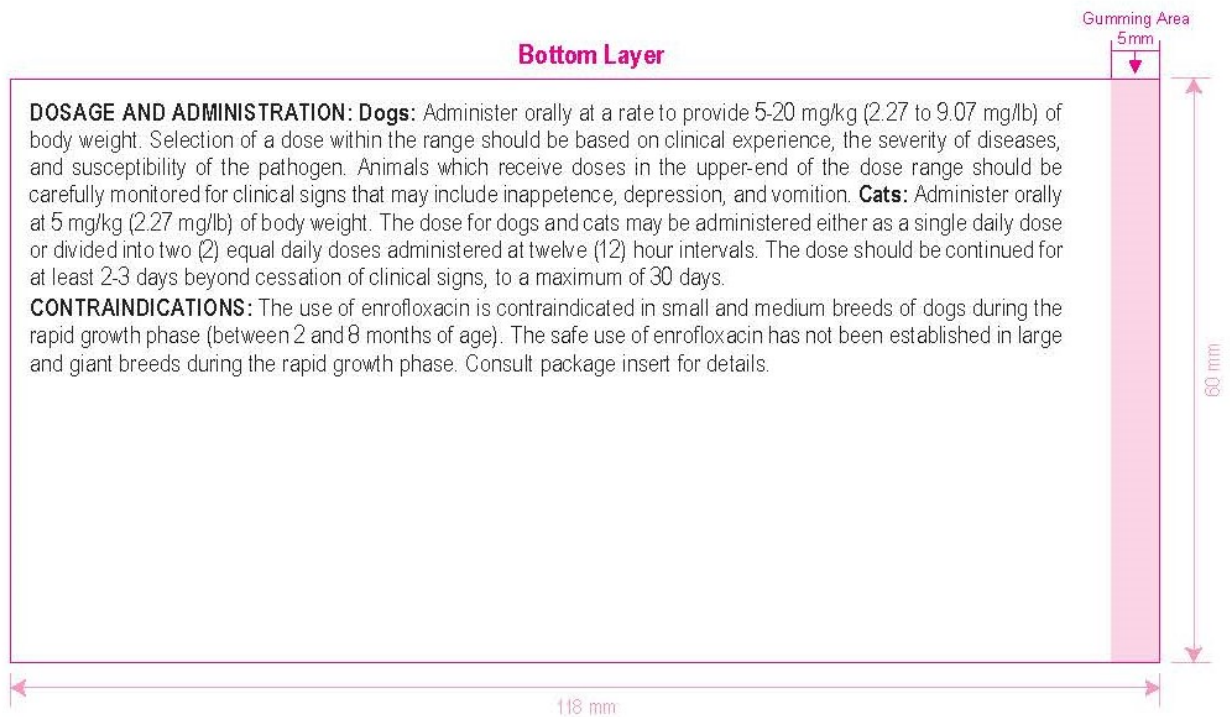 Gumming Area
5mm
Bottom Layer
DOSAGE AND ADMINISTRATION: Dogs: Administer orally at a rate to provide 5-20 mg/kg (2.27 to 9.07 mg/lb) of
body weight. Selection of a dose within the range should be based on clinical experience, the severity of diseases,
and susceptibility of the pathogen. Animals which receive doses in the upper-end of the dose range should be
carefully monitored for clinical signs that may include inappetence, depression, and vomition. Cats: Administer orally
at 5 mg/kg (2.27 mg/lb) of body weight. The dose for dogs and cats may be administered either as a single daily dose
or divided into two (2) equal daily doses administered at twelve (12) hour intervals. The dose should be continued for
at least 2-3 days beyond cessation of clinical signs, to a maximum of 30 days.
CONTRAINDICATIONS: The use of enrofloxacin is contraindicated in small and medium breeds of dogs during the
rapid growth phase (between 2 and 8 months of age). The safe use of enrofloxacin has not been established in large
and giant breeds during the rapid growth phase. Consult package insert for details.
60 mm
118 mm